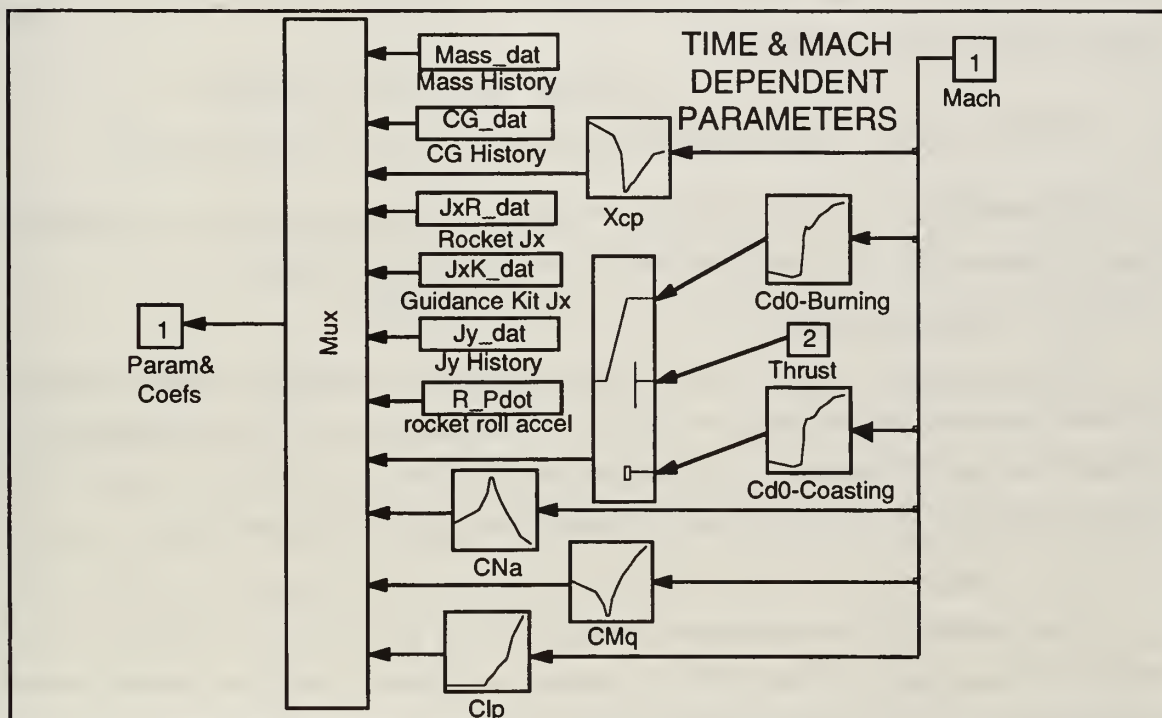 TIME & MACH
DEPENDENT
PARAMETERS
1
Mach
Mass_dat
Mass History
CG_dat
CG History
Xcp
JxR_dat
Rocket Jx
JxK_dat
Guidance Kit Jx
Cd0-Burning
1
Param&
Coefs
Mux
Jy_dat
Jy History
2
Thrust
R_Pdot
rocket roll accel
Cd0-Coasting
CNa
CMq
Clp